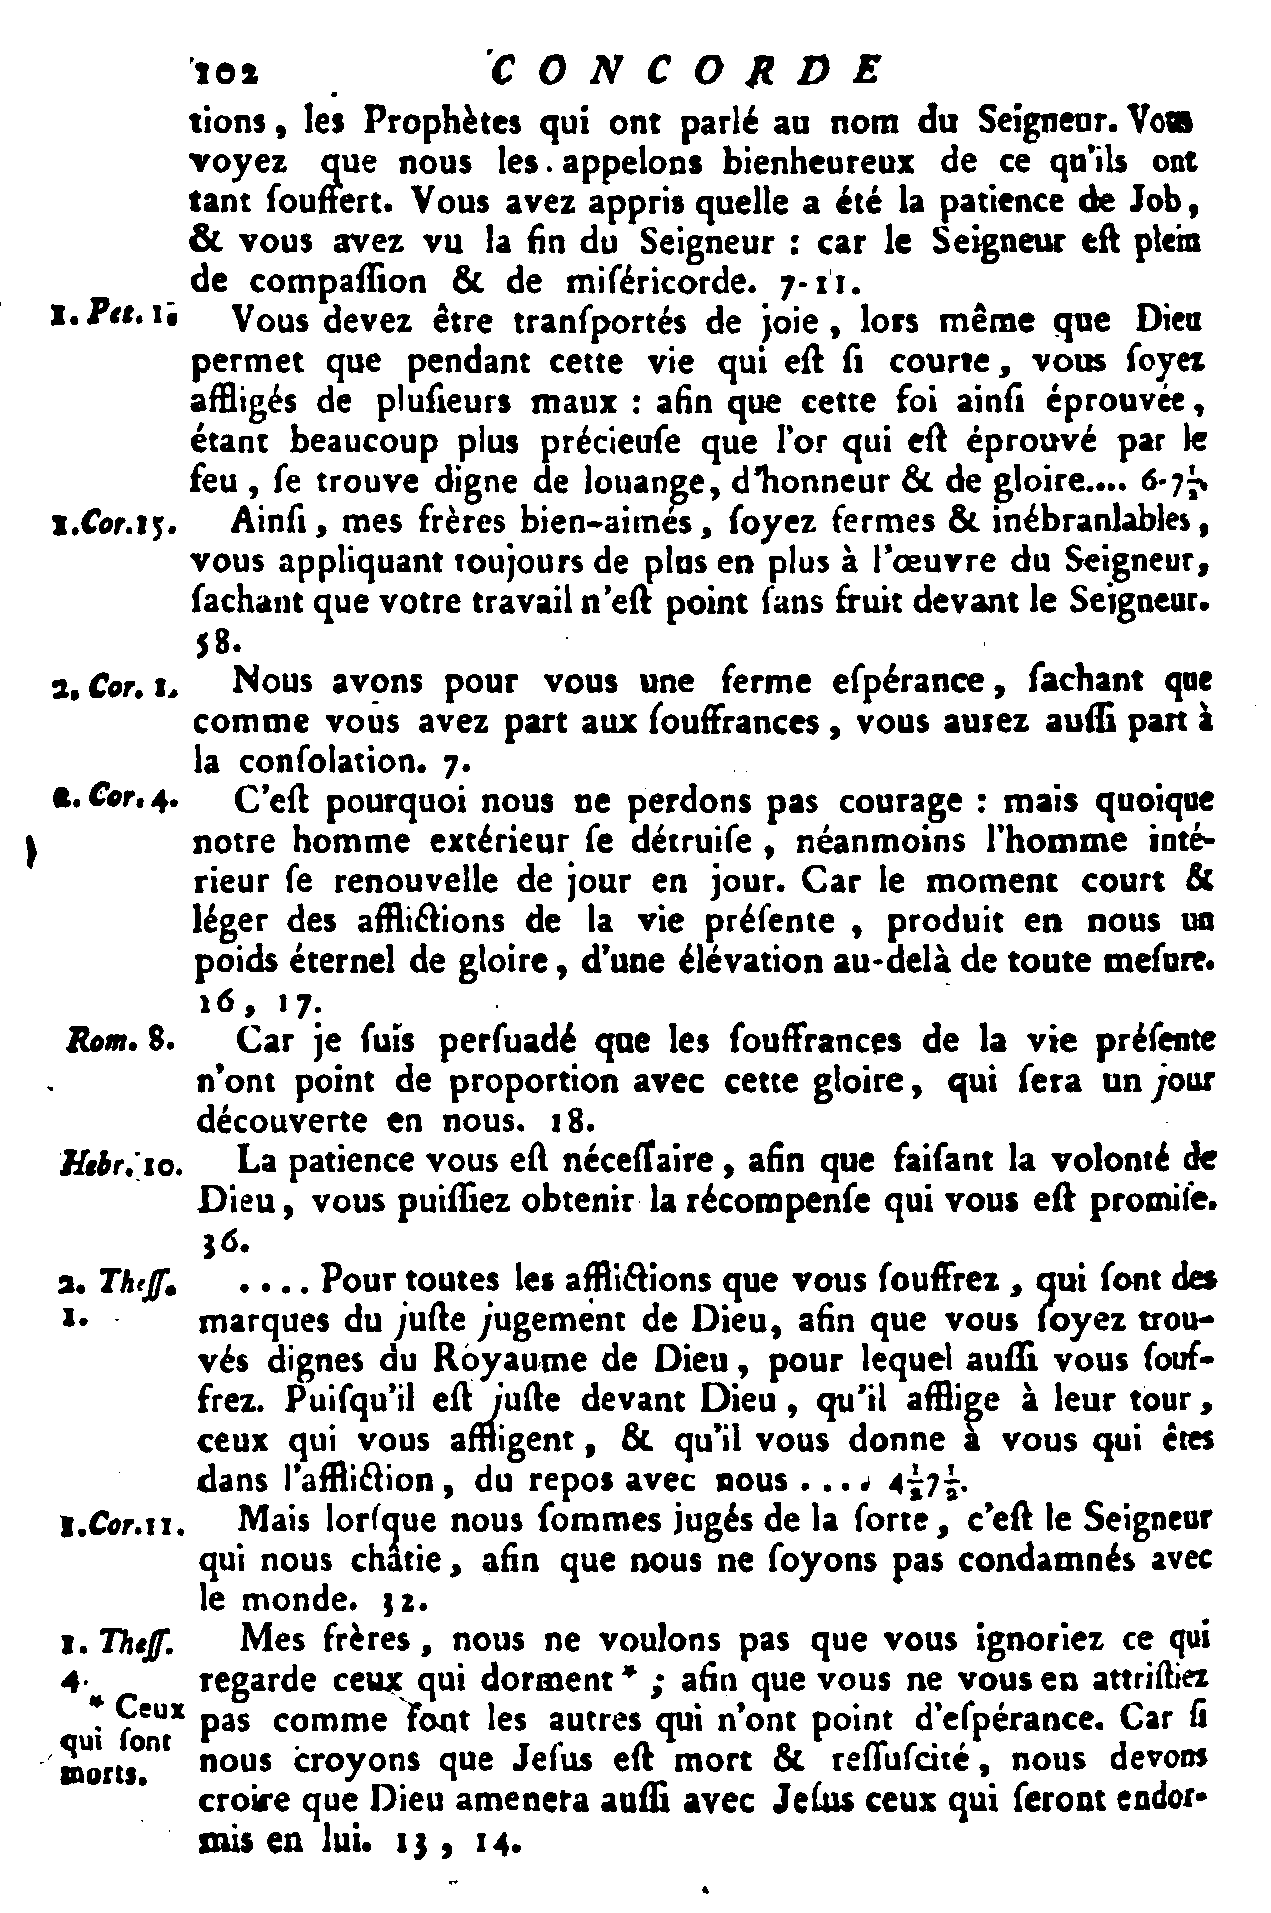 102 CONCORDE
tions, les Prophètes qui ont parlé au nom du Seigneur. Vous
voyez que nous les appelons bienheureux de ce qu'ils ont
tant ſouffert. Vous avez appris quelle a été la patience de Job,
& vous avez vu la fin du Seigneur : car le Seigneur eſt plein
de compaſſion & de miſéricorde. 7-11.
1. Pet. 1. Vous devez être tranſportés de joie, lors même que Dieu
permet que pendant cette vie qui eſt ſi courte, vous ſoyez
affligés de pluſieurs maux : afin que cette foi ainſi éprouvée,
étant beaucoup plus précieuſe que l'or qui eſt éprouvé par le
feu, ſe trouve digne de louange, d'honneur & de gloire.... 6-7½
1.Cor.15. Ainſi, mes frères bien-aimés, ſoyez fermes & inébranlables,
vous appliquant toujours de plus en plus à l'œuvre du Seigneur,
ſachant que votre travail n'eſt point ſans fruit devant le Seigneur.
58.
2. Cor. 1. Nous avons pour vous une ferme eſpérance, ſachant que
comme vous avez part aux ſouffrances, vous aurez auſſi part à
la conſolation. 7.
2. Cor. 4. C'eſt pourquoi nous ne perdons pas courage : mais quoique
notre homme extérieur ſe détruiſe, néanmoins l'homme inté-
rieur ſe renouvelle de jour en jour. Car le moment court &
léger des afflictions de la vie préſente, produit en nous un
poids éternel de gloire, d'une élévation au-delà de toute meſure.
16, 17.
Rom. 8. Car je ſuis perſuadé que les ſouffrances de la vie préſente
n'ont point de proportion avec cette gloire, qui ſera un jour
découverte en nous. 18.
Hebr. 10. La patience vous eſt néceſſaire, afin que faiſant la volonté de
Dieu, vous puiſſiez obtenir la récompenſe qui vous eſt promiſe.
36.
2. Theſſ. .... Pour toutes les afflictions que vous ſouffrez, qui ſont des
1. marques du juſte jugement de Dieu, afin que vous ſoyez trou-
vés dignes du Royaume de Dieu, pour lequel auſſi vous ſouf-
frez. Puiſqu'il eſt juſte devant Dieu, qu'il afflige à leur tour,
ceux qui vous affligent, & qu'il vous donne à vous qui êtes
dans l'affliction, du repos avec nous .... 4½7½.
1.Cor.11. Mais lorſque nous ſommes jugés de la ſorte, c'eſt le Seigneur
qui nous châtie, afin que nous ne ſoyons pas condamnés avec
le monde. 32.
1. Theſſ. Mes frères, nous ne voulons pas que vous ignoriez ce qui
4. regarde ceux qui dorment * ; afin que vous ne vous en attriſtiez
* Ceux pas comme font les autres qui n'ont point d'eſpérance. Car ſi
qui ſont nous croyons que Jeſus eſt mort & reſſuſcité, nous devons
morts. croire que Dieu amenera auſſi avec Jeſus ceux qui ſeront endor-
mis en lui. 13, 14.